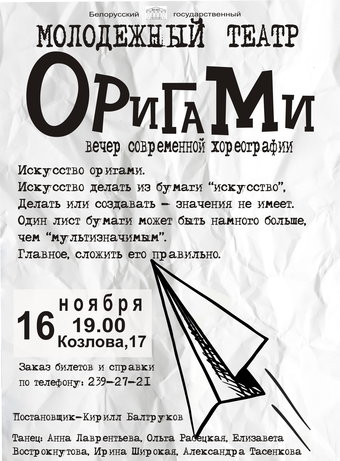 Белорусский государственный
МОЛОДЕЖНЫЙ ТЕАТР
ОРИГАМИ
вечер современной хореографии
Искусство оригами.
Искусство делать из бумаги "искусство",
Делать или создавать – значения не имеет.
Один лист бумаги может быть намного больше,
чем "мультизначимым".
Главное, сложить его правильно.
16 ноября
19.00
Козлова,17
Заказ билетов и справки
по телефону: 239-27-21
Постановщик-Кирилл Балтруков
Танец: Анна Лаврентьева, Ольга Рабецкая, Елизавета
Вострокнутова, Ирина Широкая, Александра Тасенкова